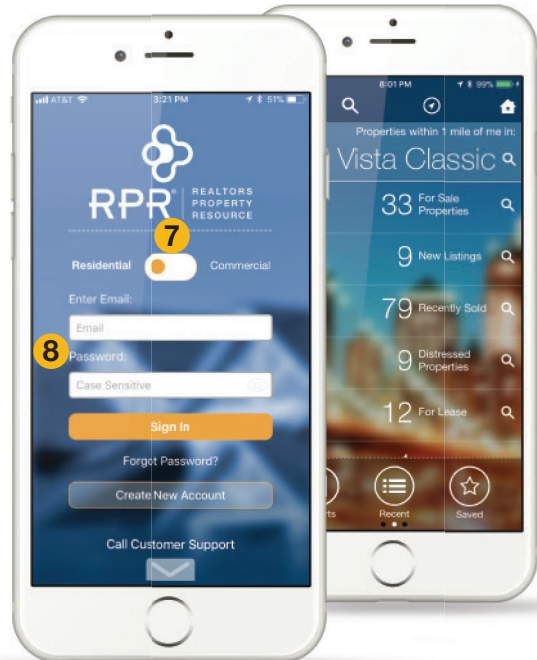 AT&T 3:21 PM 51%
RPR® REALTORS
PROPERTY
RESOURCE
7
Residential Commercial
Enter Email:
Email
8
Password:
Case Sensitive
Sign In
Forgot Password?
Create New Account
Call Customer Support
8:01 PM 99%
Properties within 1 mile of me in:
Vista Classic
33 For Sale
Properties
9 New Listings
79 Recently Sold
9 Distressed
Properties
12 For Lease
rts Recent Saved